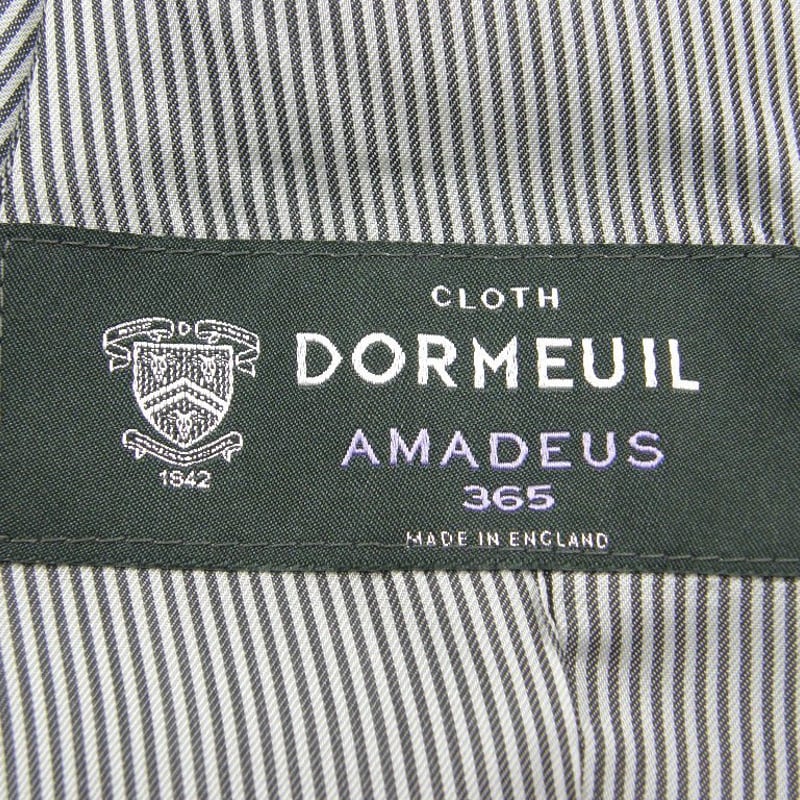 D
1842
CLOTH
DORMEUIL
AMADEUS
365
MADE IN ENGLAND